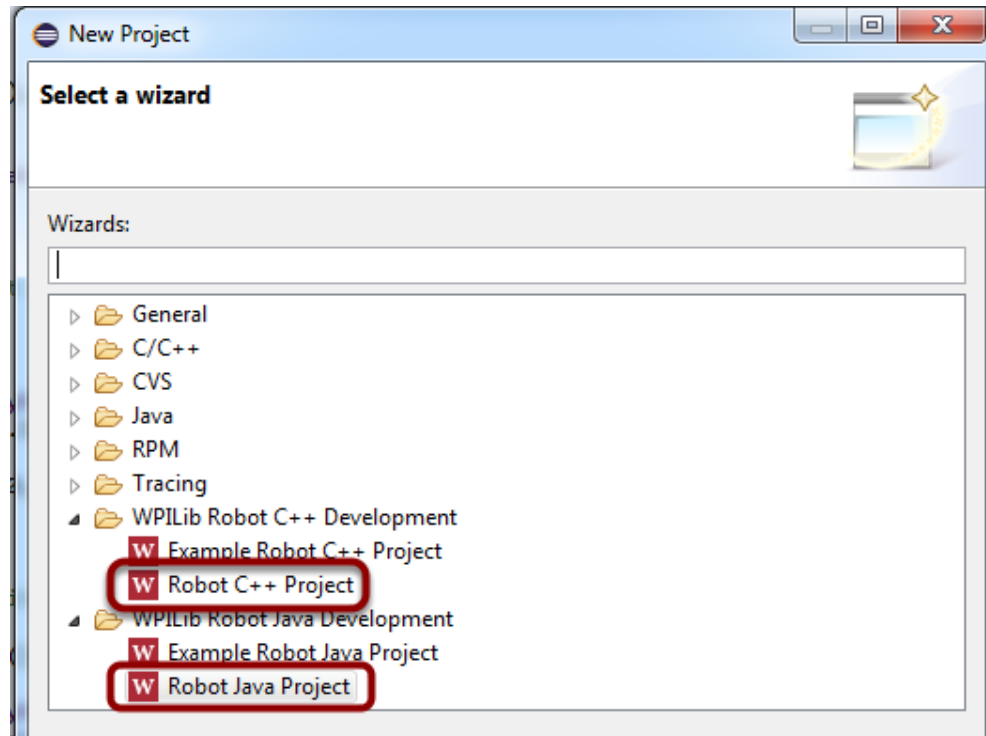 New Project
Select a wizard
Wizards:
General
C/C++
CVS
Java
RPM
Tracing
WPILib Robot C++ Development
W Example Robot C++ Project
W Robot C++ Project
WPILib Robot Java Development
W Example Robot Java Project
W Robot Java Project